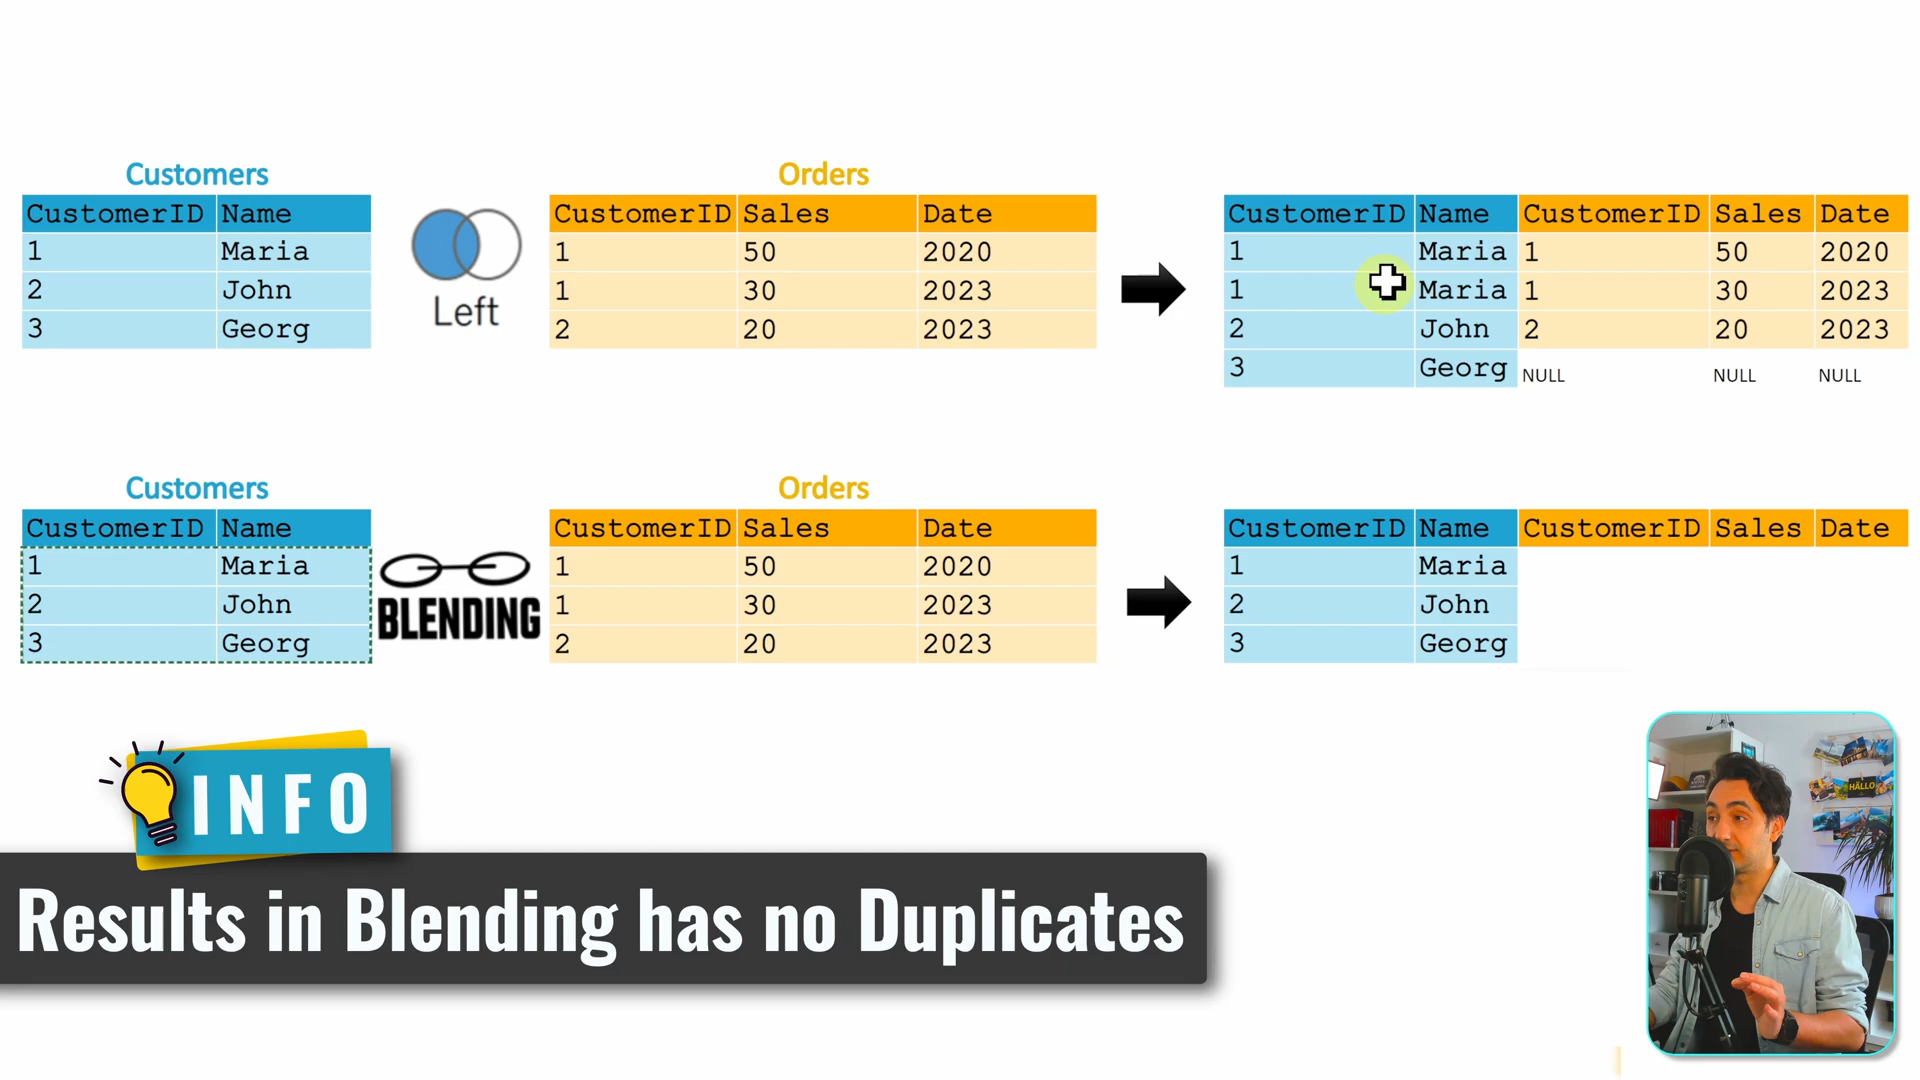 Customers
CustomerID Name
1 Maria
2 John
3 Georg
Left
Orders
CustomerID Sales Date
1 50 2020
1 30 2023
2 20 2023
CustomerID Name CustomerID Sales Date
1 Maria 1 50 2020
1 Maria 1 30 2023
2 John 2 20 2023
3 Georg NULL NULL NULL
Customers
CustomerID Name
1 Maria
2 John
3 Georg
BLENDING
Orders
CustomerID Sales Date
1 50 2020
1 30 2023
2 20 2023
CustomerID Name CustomerID Sales Date
1 Maria
2 John
3 Georg
INFO
Results in Blending has no Duplicates
HÄLLO